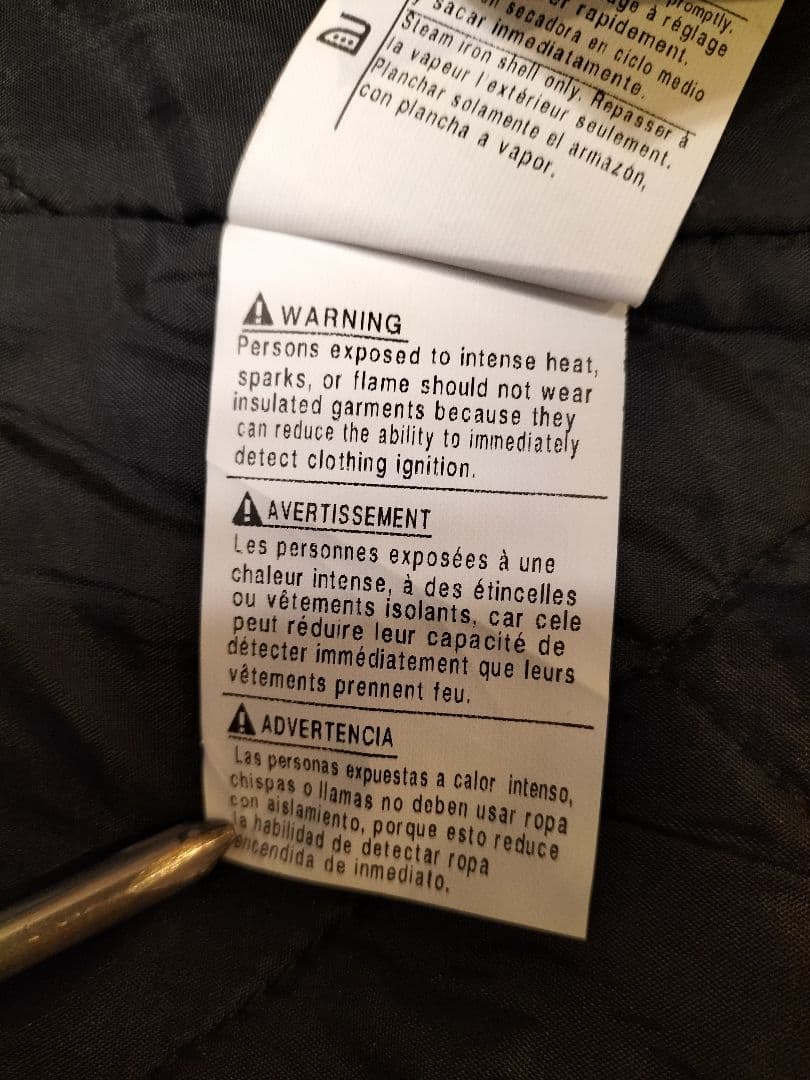 promptly.
à réglage
rapidement.
secadora en ciclo medio
sacar inmediatamente.
Steam iron shell only. Repasser à
la vapeur l'extérieur seulement.
Planchar solamente el armazón,
con plancha a vapor.
WARNING
Persons exposed to intense heat,
sparks, or flame should not wear
insulated garments because they
can reduce the ability to immediately
detect clothing ignition.
AVERTISSEMENT
Les personnes exposées à une
chaleur intense, à des étincelles
ou vêtements isolants, car cele
peut réduire leur capacité de
détecter immédiatement que leurs
vêtements prennent feu.
ADVERTENCIA
Las personas expuestas a calor intenso,
chispas o llamas no deben usar ropa
con aislamiento, porque esto reduce
la habilidad de detectar ropa
encendida de inmediato.